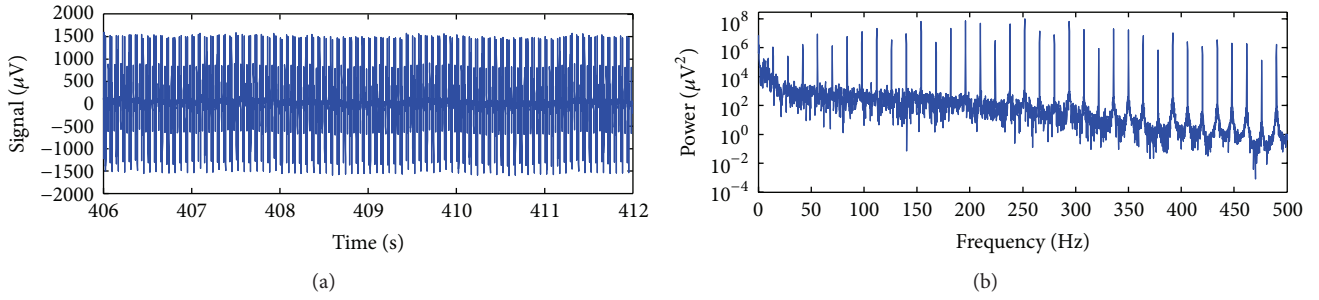 2000
1500
1000
500
0
−500
−1000
−1500
−2000
Signal (μV)
406 407 408 409 410 411 412
Time (s)
(a)
10⁸
10⁶
10⁴
10²
10⁰
10⁻²
10⁻⁴
Power (μV²)
0 50 100 150 200 250 300 350 400 450 500
Frequency (Hz)
(b)